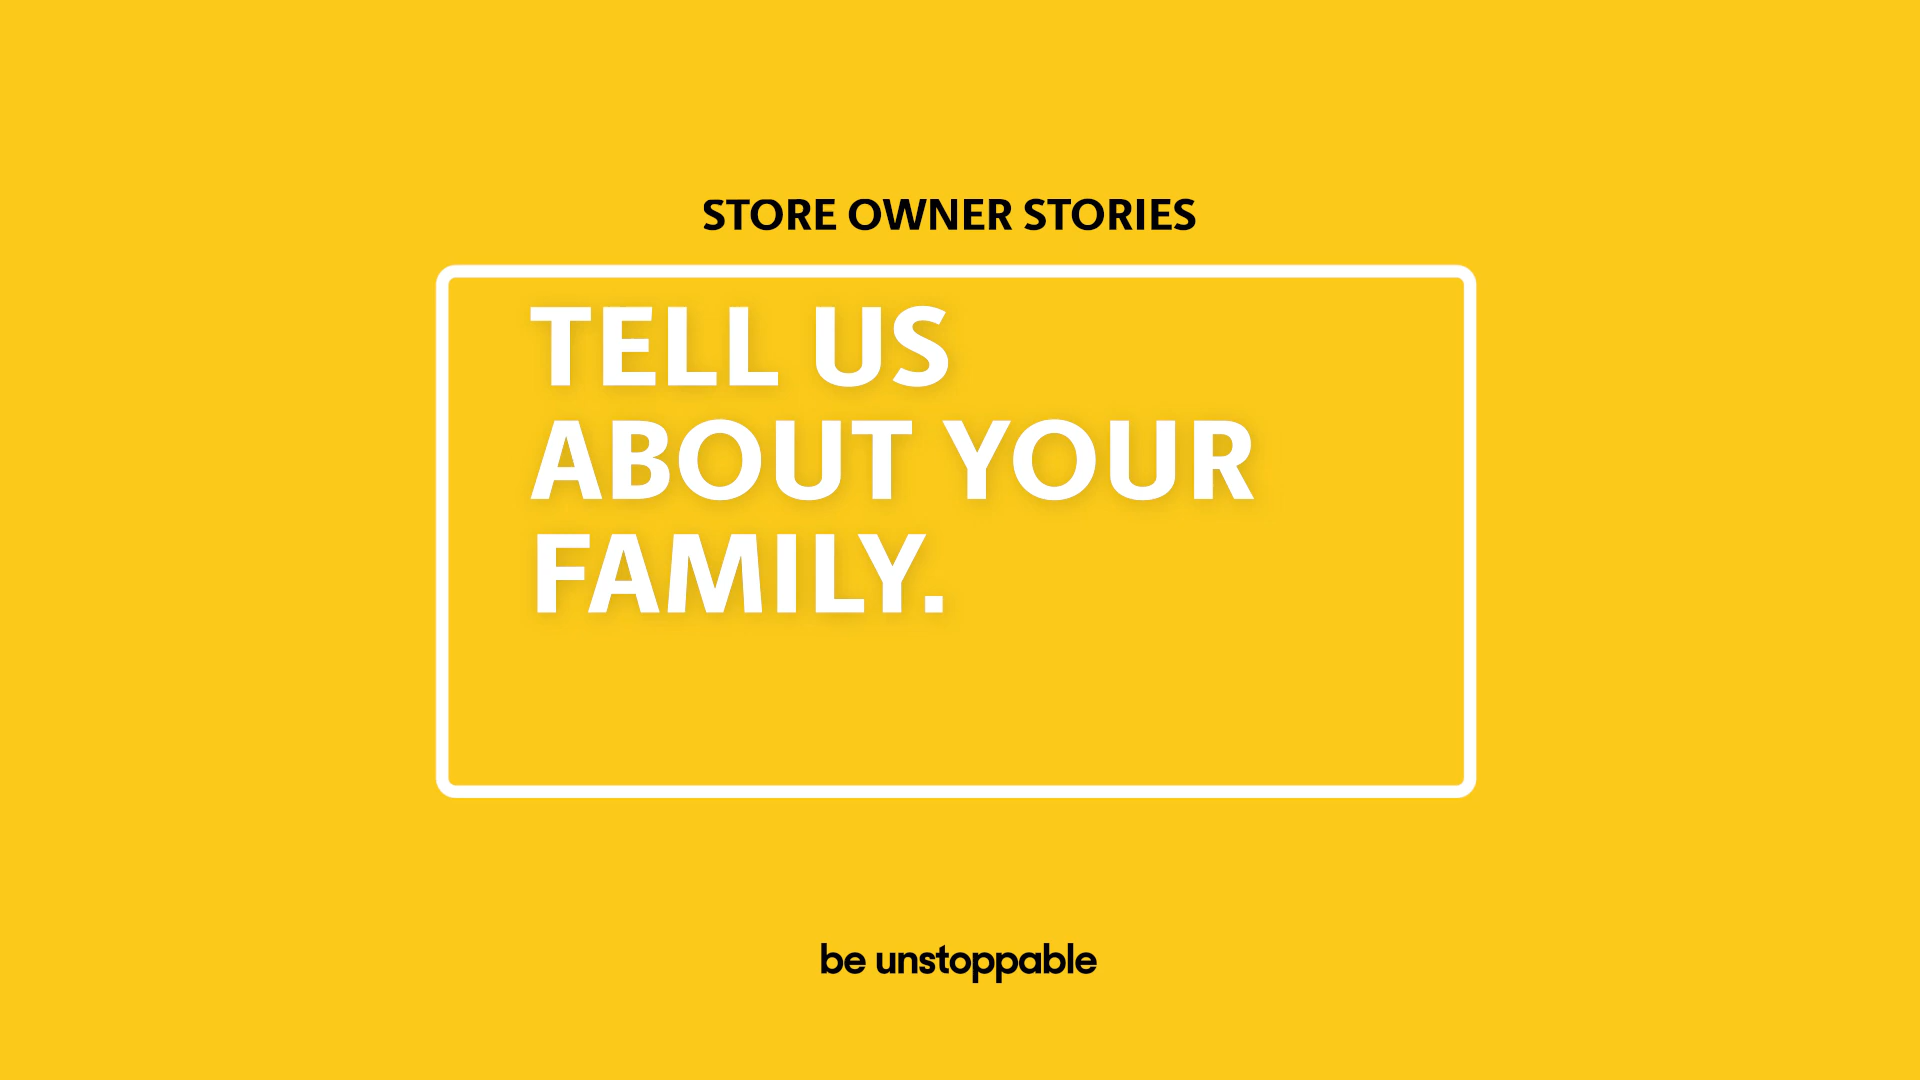 STORE OWNER STORIES
TELL US
ABOUT YOUR
FAMILY.
be unstoppable